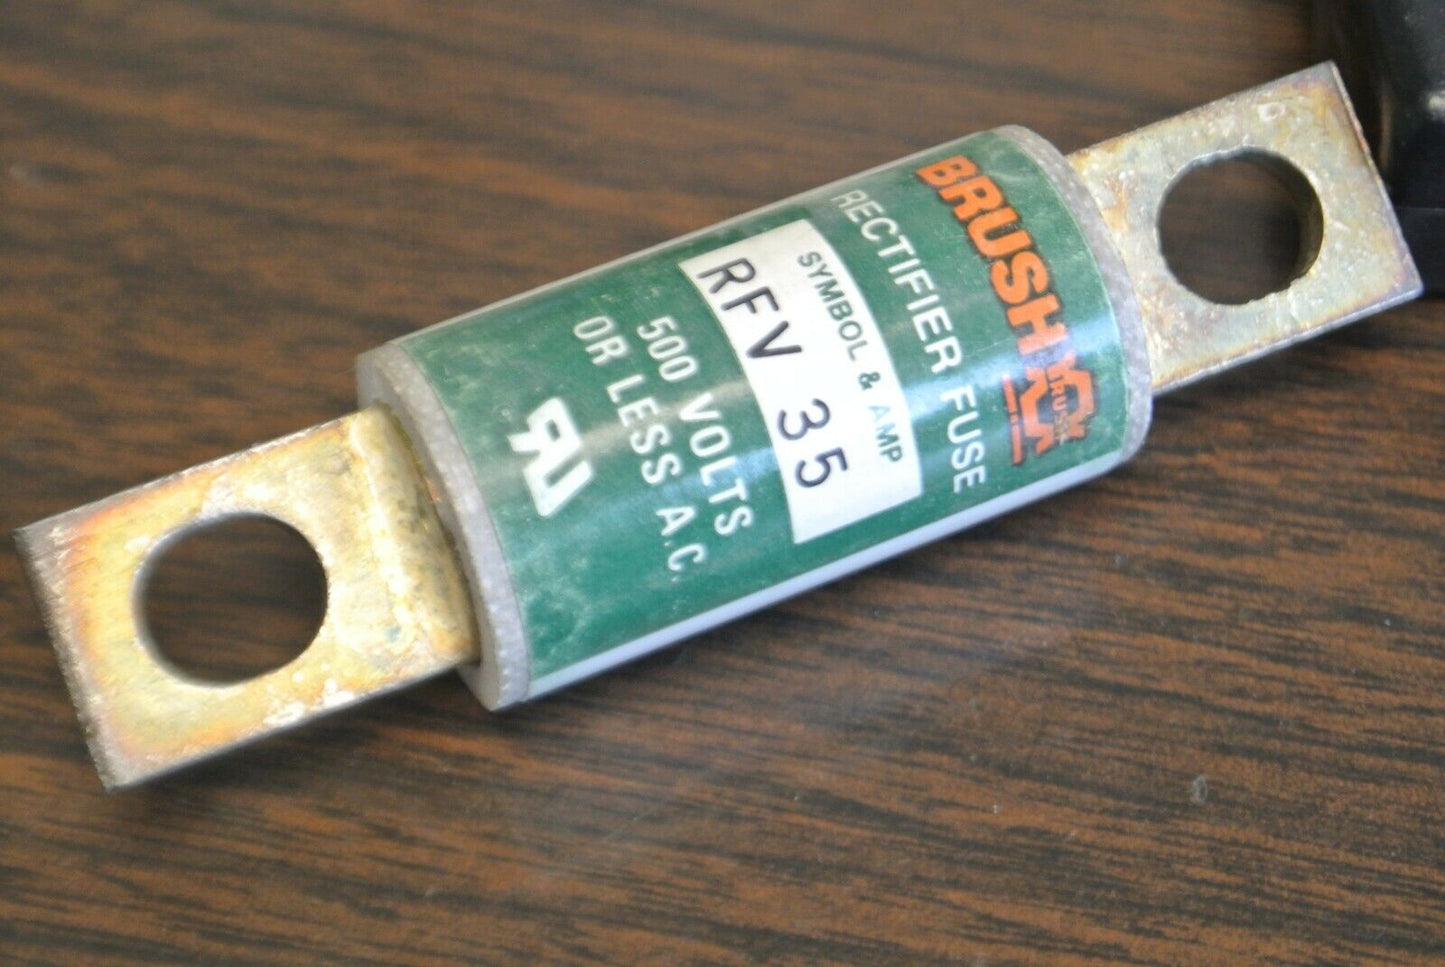 BRUSH
RECTIFIER FUSE
SYMBOL & AMP
RFV 35
500 VOLTS
OR LESS A.C.